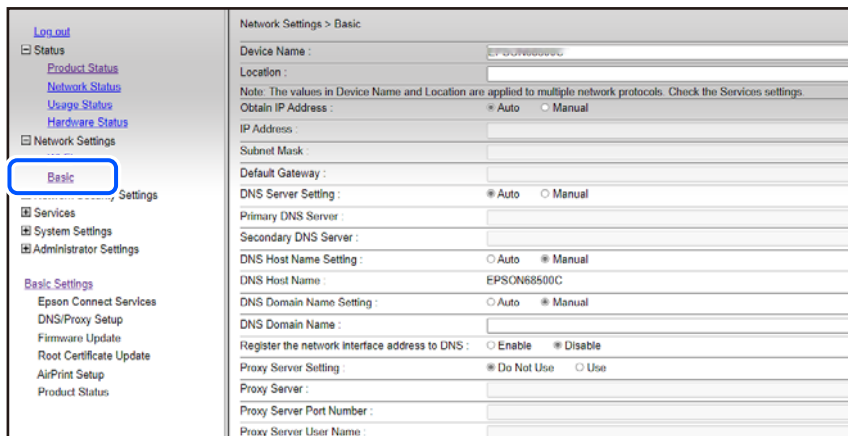 Log out
Status
Product Status
Network Status
Usage Status
Hardware Status
Network Settings
Basic
Settings
Services
System Settings
Administrator Settings
Basic Settings
Epson Connect Services
DNS/Proxy Setup
Firmware Update
Root Certificate Update
AirPrint Setup
Product Status
Network Settings > Basic
Device Name :
Location :
Note: The values in Device Name and Location are applied to multiple network protocols. Check the Services settings.
Obtain IP Address : Auto Manual
IP Address :
Subnet Mask :
Default Gateway :
DNS Server Setting : Auto Manual
Primary DNS Server :
Secondary DNS Server :
DNS Host Name Setting : Auto Manual
DNS Host Name : EPSON68500C
DNS Domain Name Setting : Auto Manual
DNS Domain Name :
Register the network interface address to DNS : Enable Disable
Proxy Server Setting : Do Not Use Use
Proxy Server :
Proxy Server Port Number :
Proxy Server User Name :